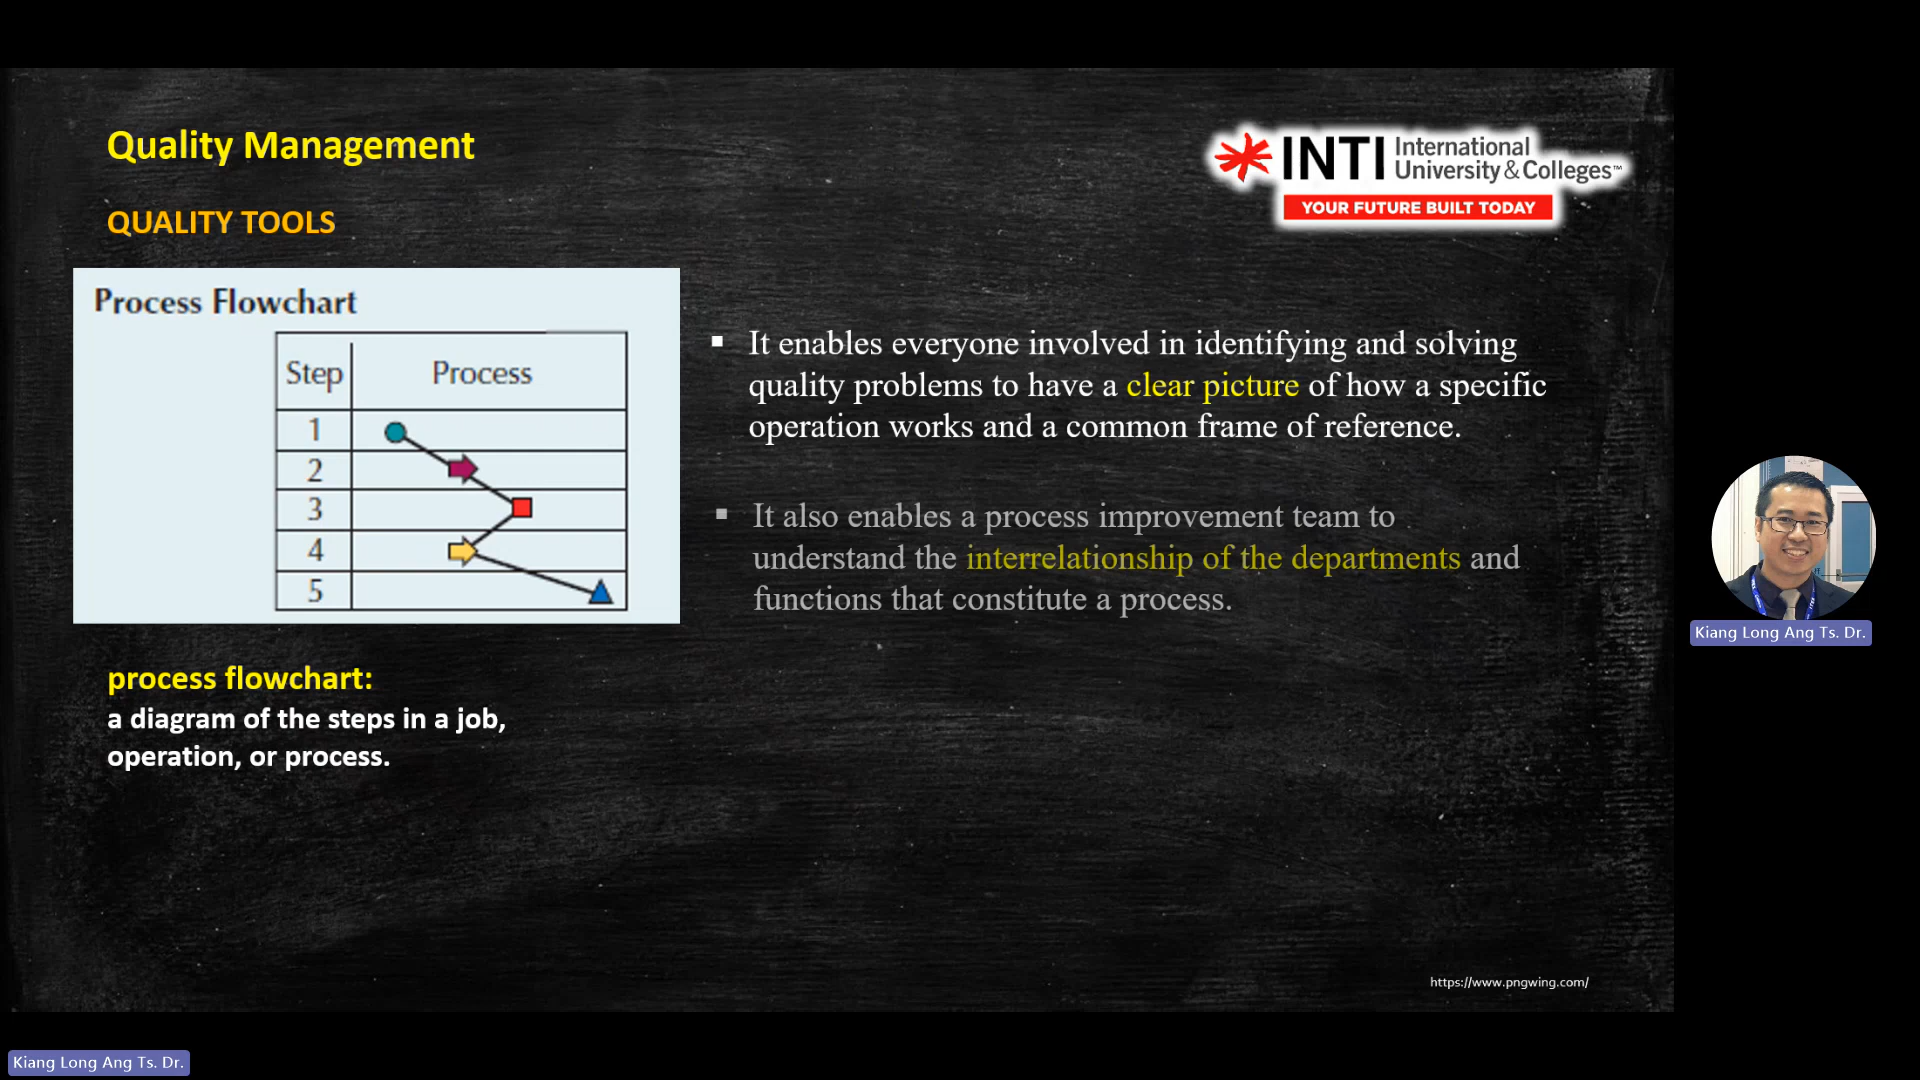 Quality Management
QUALITY TOOLS
INTI International
University & Colleges™
YOUR FUTURE BUILT TODAY
Process Flowchart
Step Process
1
2
3
4
5
process flowchart:
a diagram of the steps in a job,
operation, or process.
▪ It enables everyone involved in identifying and solving
quality problems to have a clear picture of how a specific
operation works and a common frame of reference.
▪ It also enables a process improvement team to
understand the interrelationship of the departments and
functions that constitute a process.
https://www.pngwing.com/
Kiang Long Ang Ts. Dr.
Kiang Long Ang Ts. Dr.